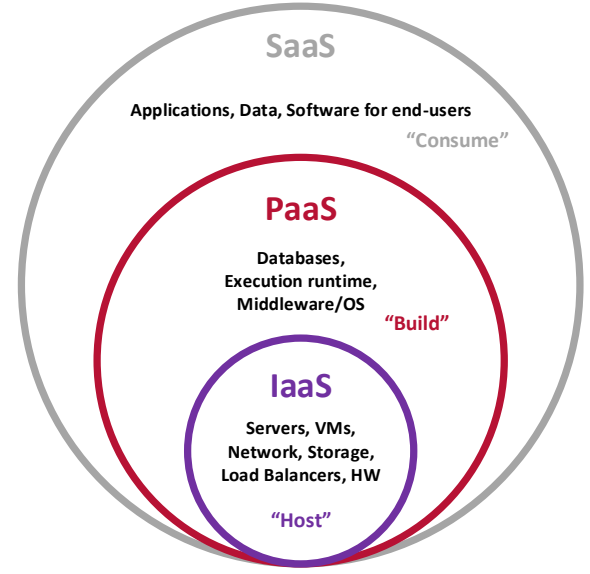 SaaS
Applications, Data, Software for end-users
“Consume”
PaaS
Databases,
Execution runtime,
Middleware/OS
“Build”
IaaS
Servers, VMs,
Network, Storage,
Load Balancers, HW
“Host”